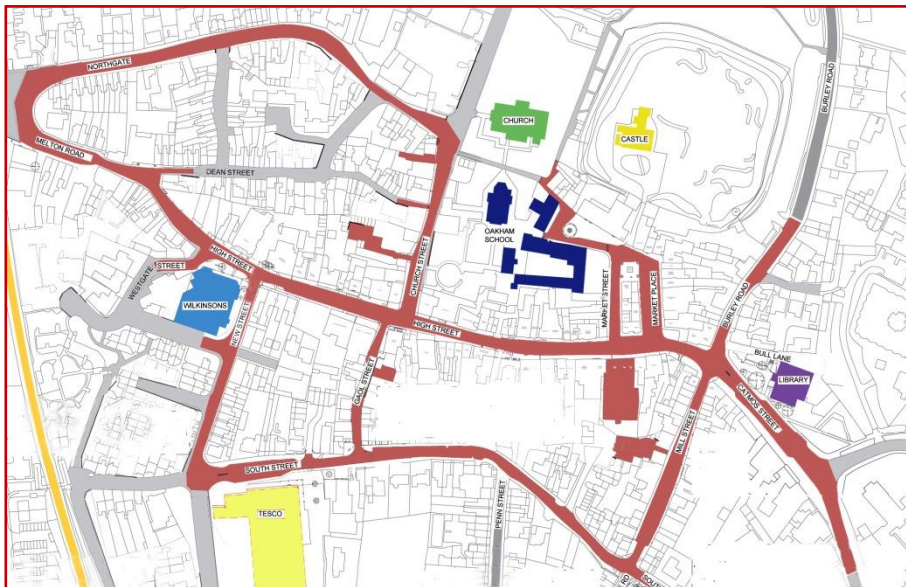 NORTHGATE
BURLEY ROAD
CHURCH
CASTLE
MELTON ROAD
DEAN STREET
OAKHAM
SCHOOL
CHURCH STREET
HIGH STREET
STREET
WESTGATE
WILKINSONS
NEW STREET
HIGH STREET
MARKET STREET
MARKET PLACE
BURLEY ROAD
BULL LANE
LIBRARY
CATMOS STREET
GAOL STREET
MILL STREET
SOUTH STREET
TESCO
PENN STREET
RD